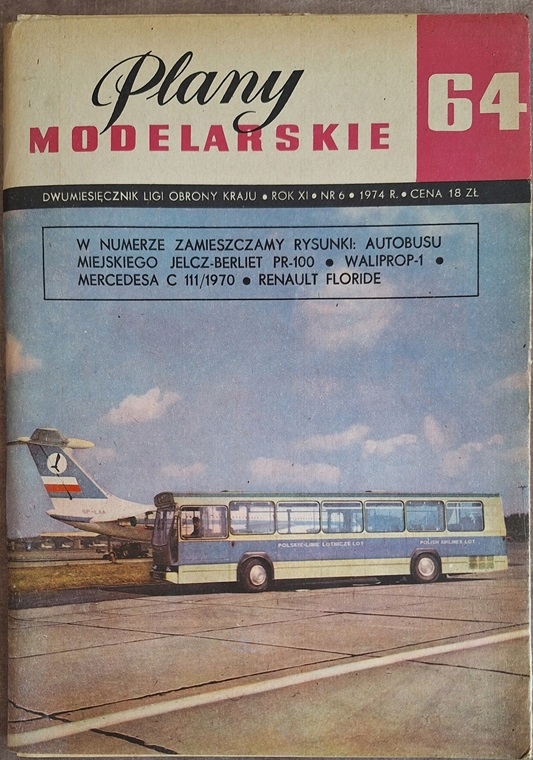 Plany
64
MODELARSKIE
DWUMIESIĘCZNIK LIGI OBRONY KRAJU • ROK XI • NR 6 • 1974 R. • CENA 18 ZŁ
W NUMERZE ZAMIESZCZAMY RYSUNKI: AUTOBUSU
MIEJSKIEGO JELCZ-BERLIET PR-100 • WALIPROP-1 •
MERCEDESA C 111/1970 • RENAULT FLORIDE
SP-LAA
POLSKIE LINIE LOTNICZE LOT
POLISH AIRLINES LOT